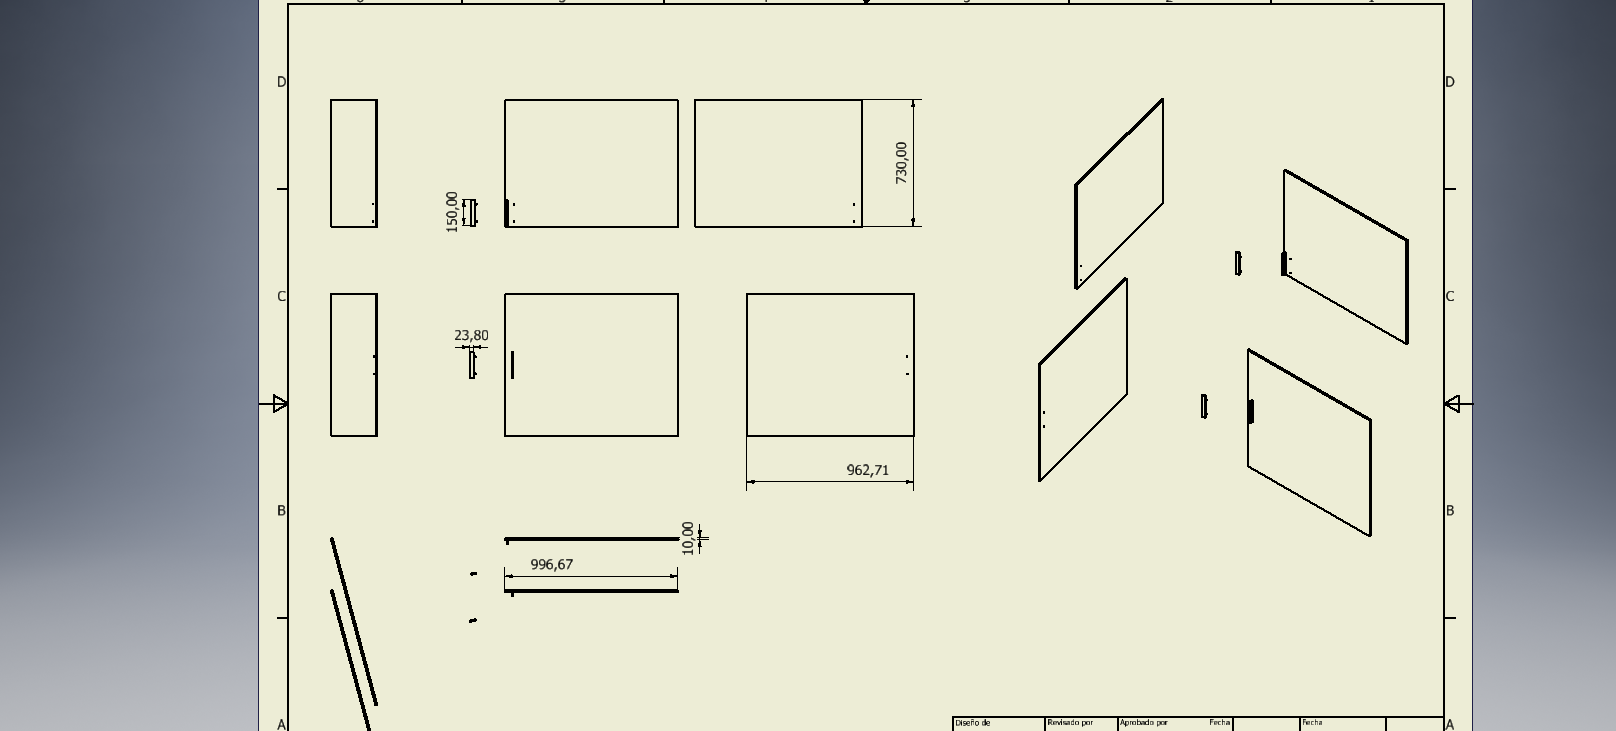 D
D
730,00
150,00
C
C
23,80
962,71
B
B
10,00
996,67
A
Diseño de
Revisado por
Aprobado por
Fecha
Fecha
A